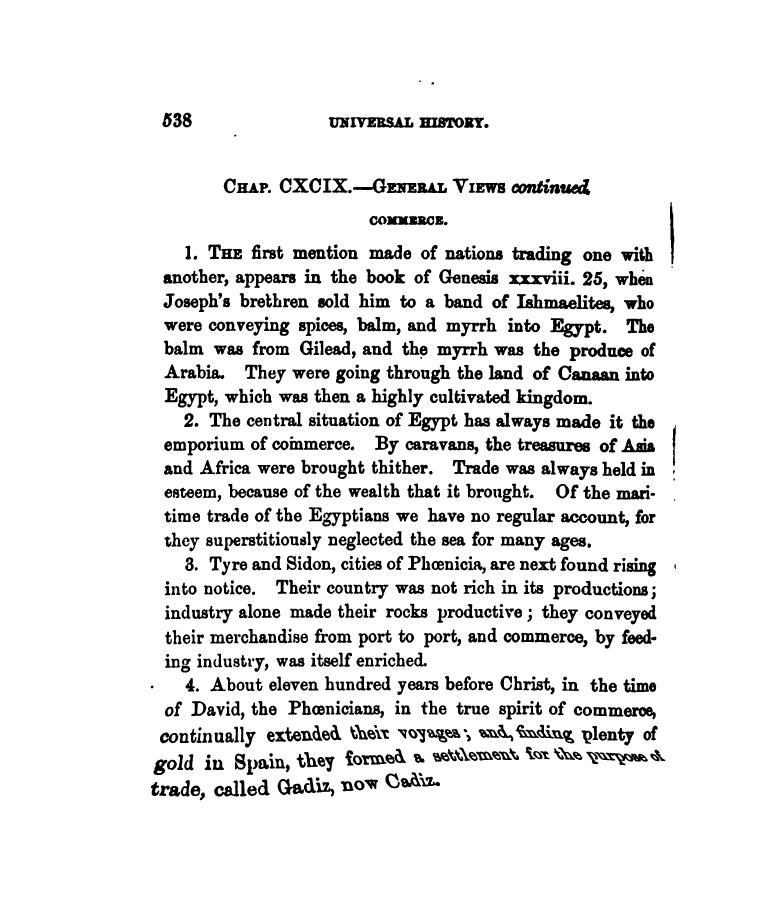 538 UNIVERSAL HISTORY.
CHAP. CXCIX.—GENERAL VIEWS continued.
COMMERCE.
1. THE first mention made of nations trading one with
another, appears in the book of Genesis xxxviii. 25, when
Joseph's brethren sold him to a band of Ishmaelites, who
were conveying spices, balm, and myrrh into Egypt. The
balm was from Gilead, and the myrrh was the produce of
Arabia. They were going through the land of Canaan into
Egypt, which was then a highly cultivated kingdom.
2. The central situation of Egypt has always made it the
emporium of commerce. By caravans, the treasures of Asia
and Africa were brought thither. Trade was always held in
esteem, because of the wealth that it brought. Of the mari-
time trade of the Egyptians we have no regular account, for
they superstitiously neglected the sea for many ages.
3. Tyre and Sidon, cities of Phœnicia, are next found rising
into notice. Their country was not rich in its productions;
industry alone made their rocks productive; they conveyed
their merchandise from port to port, and commerce, by feed-
ing industry, was itself enriched.
4. About eleven hundred years before Christ, in the time
of David, the Phœnicians, in the true spirit of commerce,
continually extended their voyages; and, finding plenty of
gold in Spain, they formed a settlement for the purpose of
trade, called Gadiz, now Cadiz.